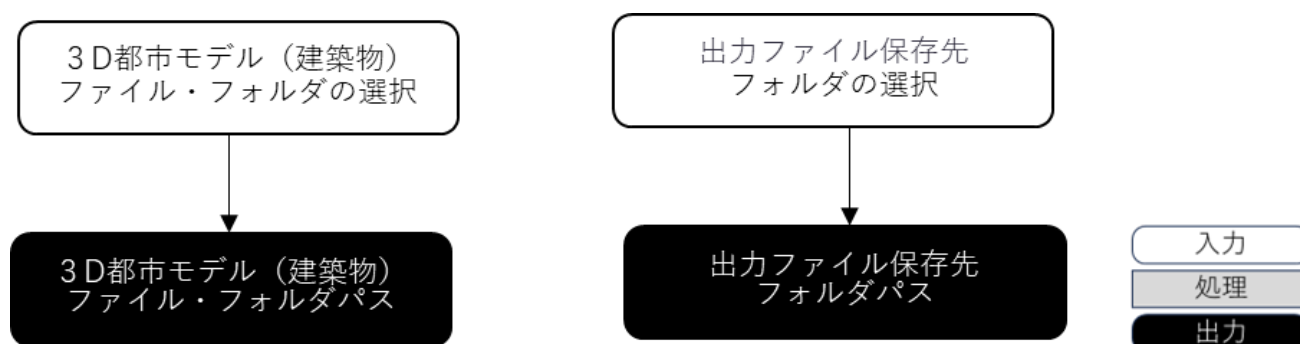 ３D都市モデル（建築物）
ファイル・フォルダの選択
出力ファイル保存先
フォルダの選択
３D都市モデル（建築物）
ファイル・フォルダパス
出力ファイル保存先
フォルダパス
入力
処理
出力